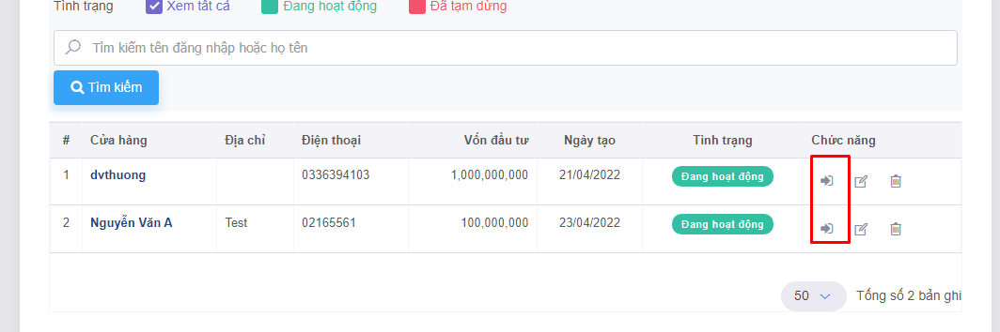 Tình trạng Xem tất cả Đang hoạt động Đã tạm dừng
Tìm kiếm tên đăng nhập hoặc họ tên
Tìm kiếm
# Cửa hàng Địa chỉ Điện thoại Vốn đầu tư Ngày tạo Tình trạng Chức năng
1 dvthuong 0336394103 1,000,000,000 21/04/2022 Đang hoạt động
2 Nguyễn Văn A Test 02165561 100,000,000 23/04/2022 Đang hoạt động
50 Tổng số 2 bản ghi